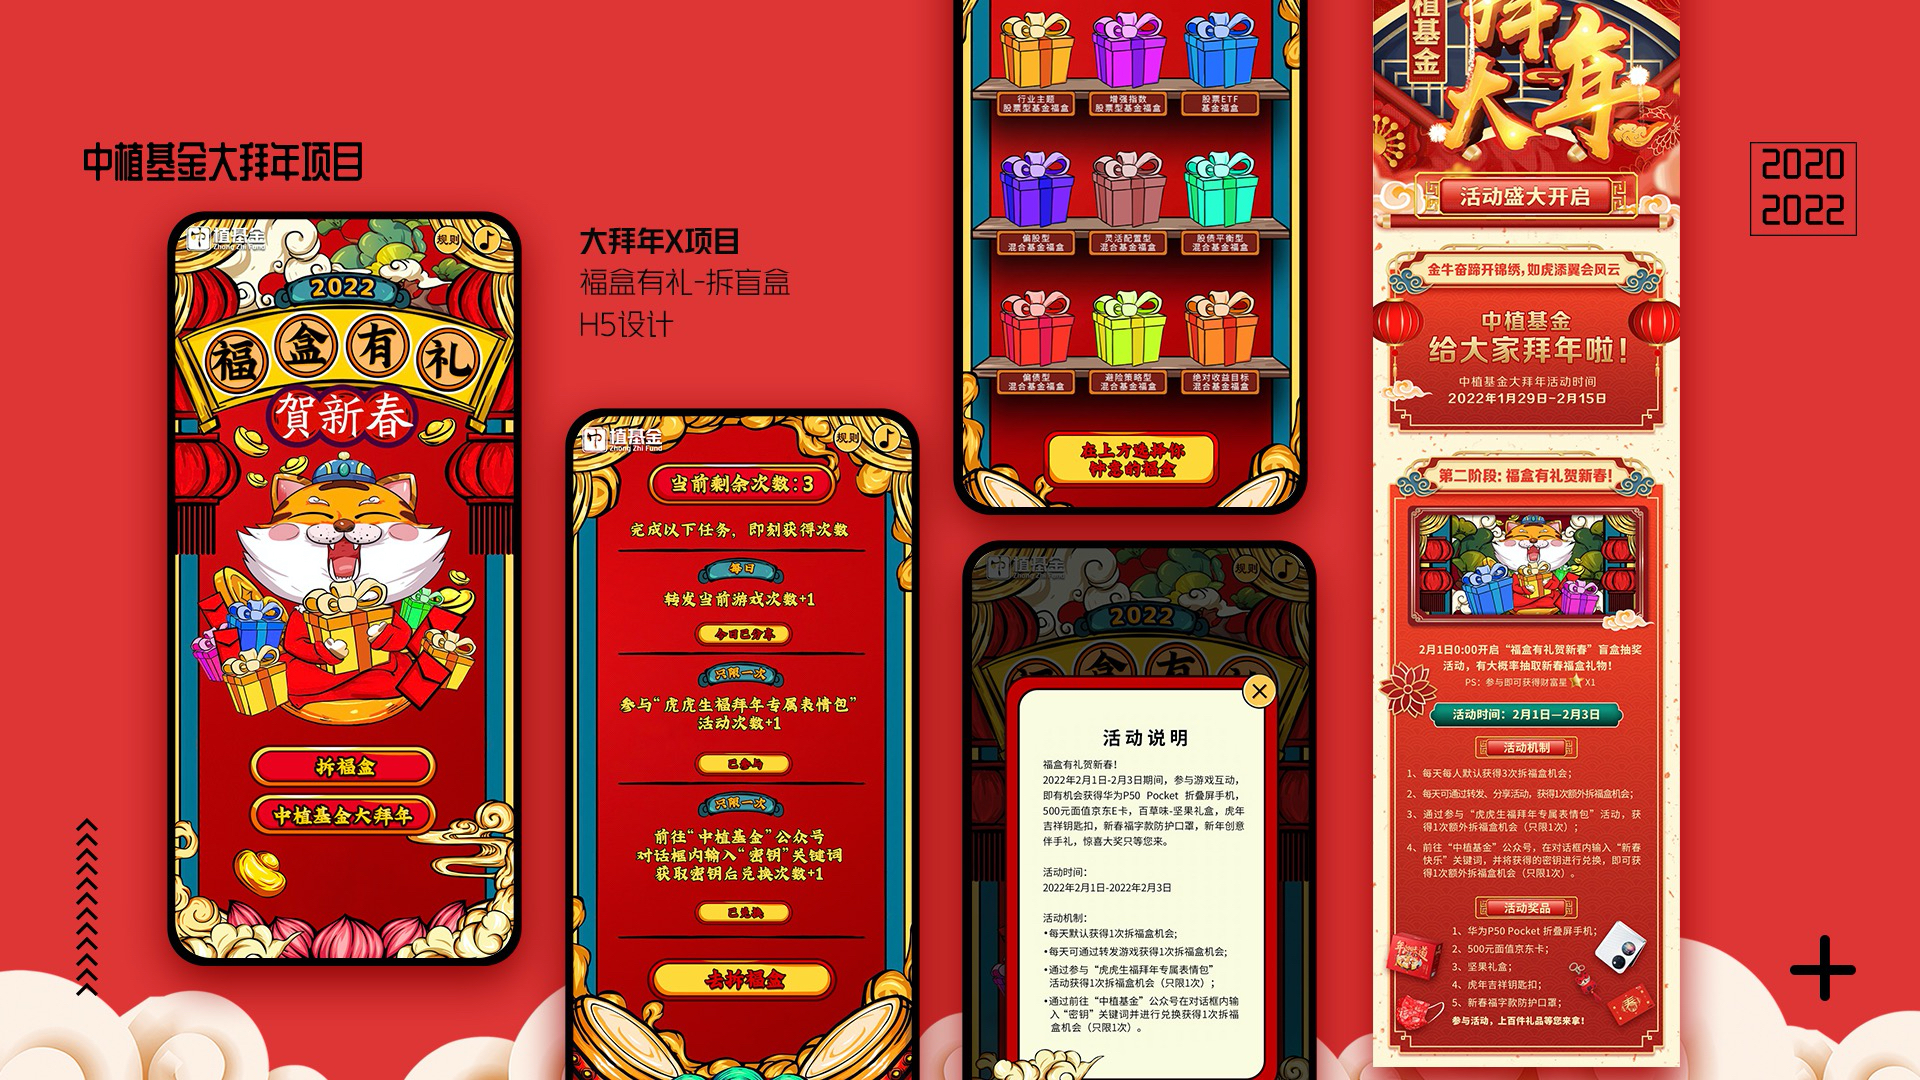 中植基金大拜年项目
2020
2022
大拜年X项目
福盒有礼-拆盲盒
H5设计
中植基金
Zhong Zhi Fund
规则
2022
福盒有礼
賀新春
拆福盒
中植基金大拜年
中植基金
Zhong Zhi Fund
规则
当前剩余次数:3
完成以下任务，即刻获得次数
每日
转发当前游戏次数+1
今日已分享
只限一次
参与“虎虎生福拜年专属表情包”
活动次数+1
已参与
只限一次
前往“中植基金”公众号
对话框内输入“密钥”关键词
获取密钥后兑换次数+1
已兑换
去拆福盒
行业主题
股票型基金福盒
增强指数
股票型基金福盒
股票ETF
基金福盒
偏股型
混合基金福盒
灵活配置型
混合基金福盒
股债平衡型
混合基金福盒
偏债型
混合基金福盒
避险策略型
混合基金福盒
绝对收益目标
混合基金福盒
在上方选择你
钟意的福盒
中植基金
Zhong Zhi Fund
规则
2022
盒有
活动说明
福盒有礼贺新春！
2022年2月1日-2月3日期间，参与游戏互动，
即有机会获得华为P50 Pocket 折叠屏手机，
500元面值京东E卡，百草味-坚果礼盒，虎年
吉祥钥匙扣，新春福字款防护口罩，新年创意
伴手礼，惊喜大奖只等您来。
活动时间：
2022年2月1日-2022年2月3日
活动机制：
•每天默认获得1次拆福盒机会；
•每天可通过转发游戏获得1次拆福盒机会；
•通过参与“虎虎生福拜年专属表情包”
活动获得1次拆福盒机会（只限1次）；
•通过前往“中植基金”公众号在对话框内输
入“密钥”关键词并进行兑换获得1次拆福
盒机会（只限1次）。
植基金
拜
大年
活动盛大开启
金牛奋蹄开锦绣，如虎添翼会风云
中植基金
给大家拜年啦！
中植基金大拜年活动时间
2022年1月29日-2月15日
第二阶段：福盒有礼贺新春！
2月1日0:00开启“福盒有礼贺新春”盲盒抽奖
活动，有大概率抽取新春福盒礼物！
PS：参与即可获得财富星X1
活动时间：2月1日—2月3日
活动机制
1、每天每人默认获得3次拆福盒机会；
2、每天可通过转发、分享活动，获得1次额外拆福盒机会；
3、通过参与“虎虎生福拜年专属表情包”活动，获
得1次额外拆福盒机会（只限1次）；
4、前往“中植基金”公众号，在对话框内输入“新春
快乐”关键词，并将获得的密钥进行兑换，即可获
得1次额外拆福盒机会（只限1次）。
活动奖品
1、华为P50 Pocket 折叠屏手机；
2、500元面值京东卡；
3、坚果礼盒；
4、虎年吉祥钥匙扣；
5、新春福字款防护口罩；
参与活动，上百件礼品等您来拿！